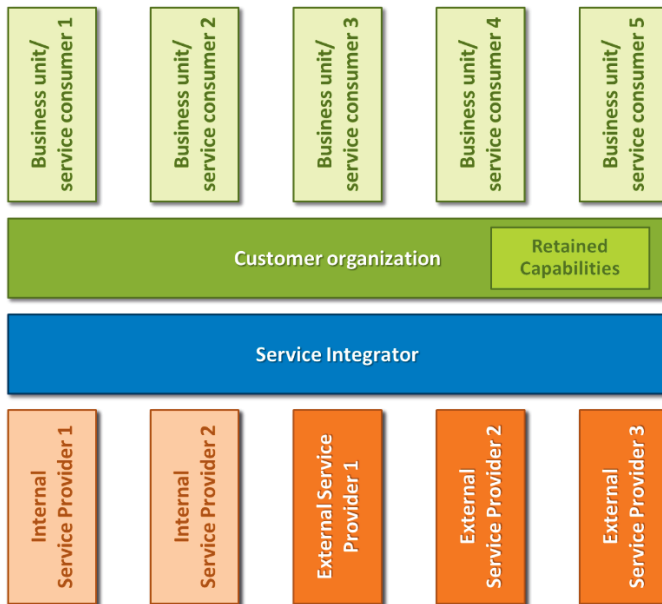 Business unit/
service consumer 1
Business unit/
service consumer 2
Business unit/
service consumer 3
Business unit/
service consumer 4
Business unit/
service consumer 5
Customer organization
Retained
Capabilities
Service Integrator
Internal
Service Provider 1
Internal
Service Provider 2
External Service
Provider 1
External
Service Provider 2
External
Service Provider 3